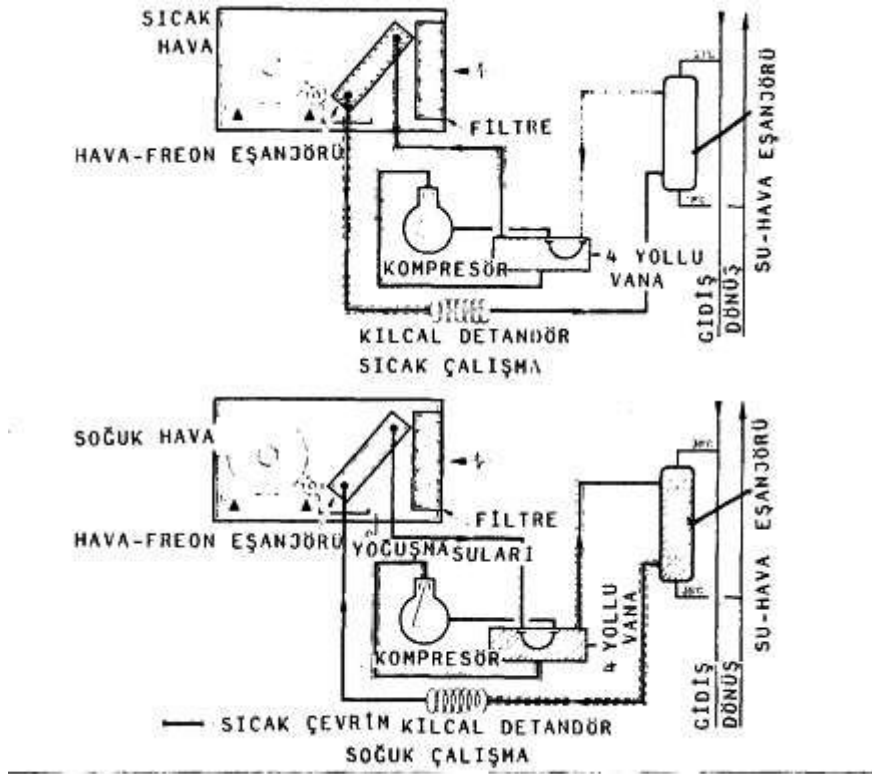 SICAK
HAVA
FİLTRE
HAVA-FREON EŞANJÖRÜ
KOMPRESÖR
4 YOLLU
VANA
KILCAL DETANDÖR
SICAK ÇALIŞMA
GİDİŞ
DÖNÜŞ
SU-HAVA EŞANJÖRÜ
SOĞUK HAVA
FİLTRE
HAVA-FREON EŞANJÖRÜ
YOĞUŞMA SULARI
KOMPRESÖR
4 YOLLU
VANA
GİDİŞ
DÖNÜŞ
SU-HAVA EŞANJÖRÜ
SICAK ÇEVRİM KILCAL DETANDÖR
SOĞUK ÇALIŞMA